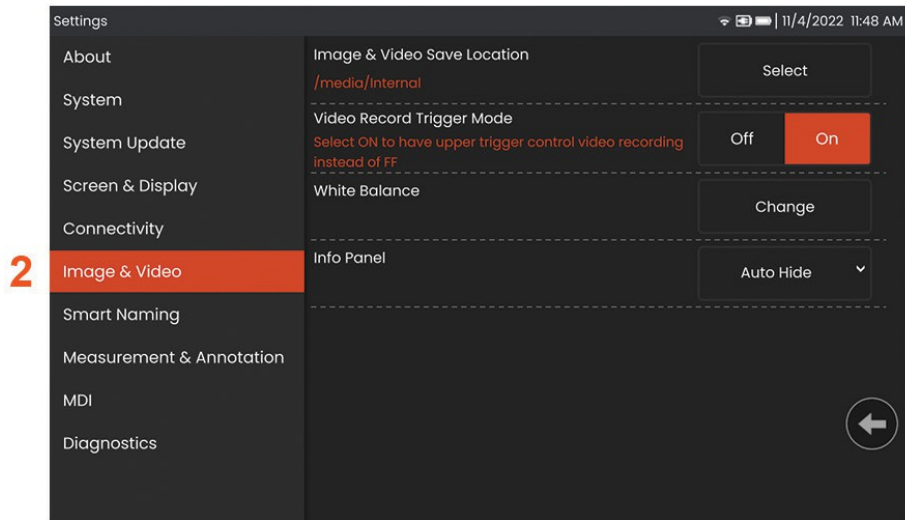 Settings
11/4/2022 11:48 AM
About
System
System Update
Screen & Display
Connectivity
2
Image & Video
Smart Naming
Measurement & Annotation
MDI
Diagnostics
Image & Video Save Location
/media/Internal
Select
Video Record Trigger Mode
Select ON to have upper trigger control video recording
instead of FF
Off On
White Balance
Change
Info Panel
Auto Hide